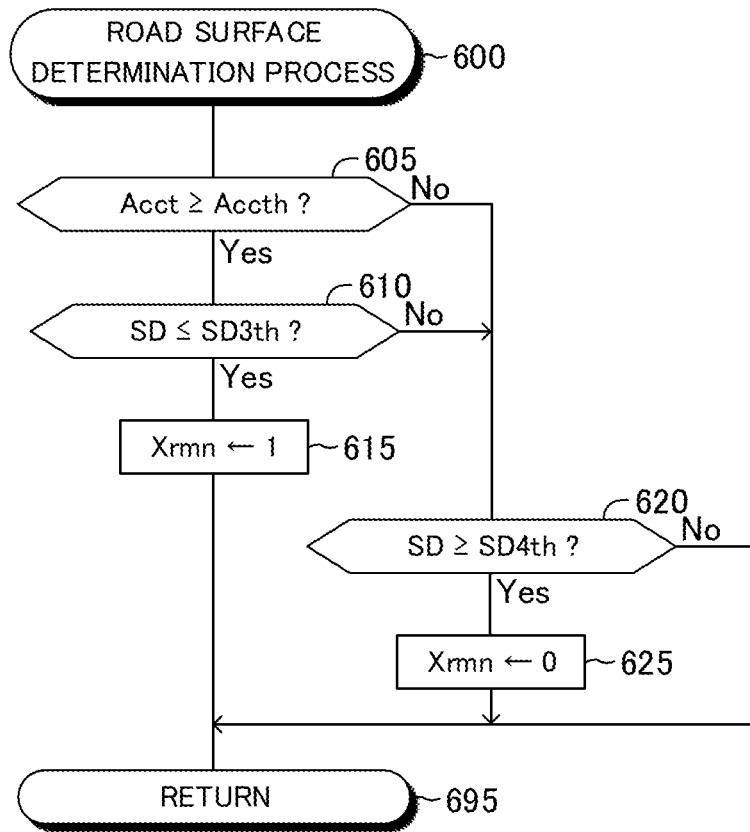 ROAD SURFACE
DETERMINATION PROCESS
600
605
Acct ≧ Accth ?
No
Yes
610
SD ≦ SD3th ?
No
Yes
Xrmn ← 1
615
620
SD ≧ SD4th ?
No
Yes
Xrmn ← 0
625
RETURN
695